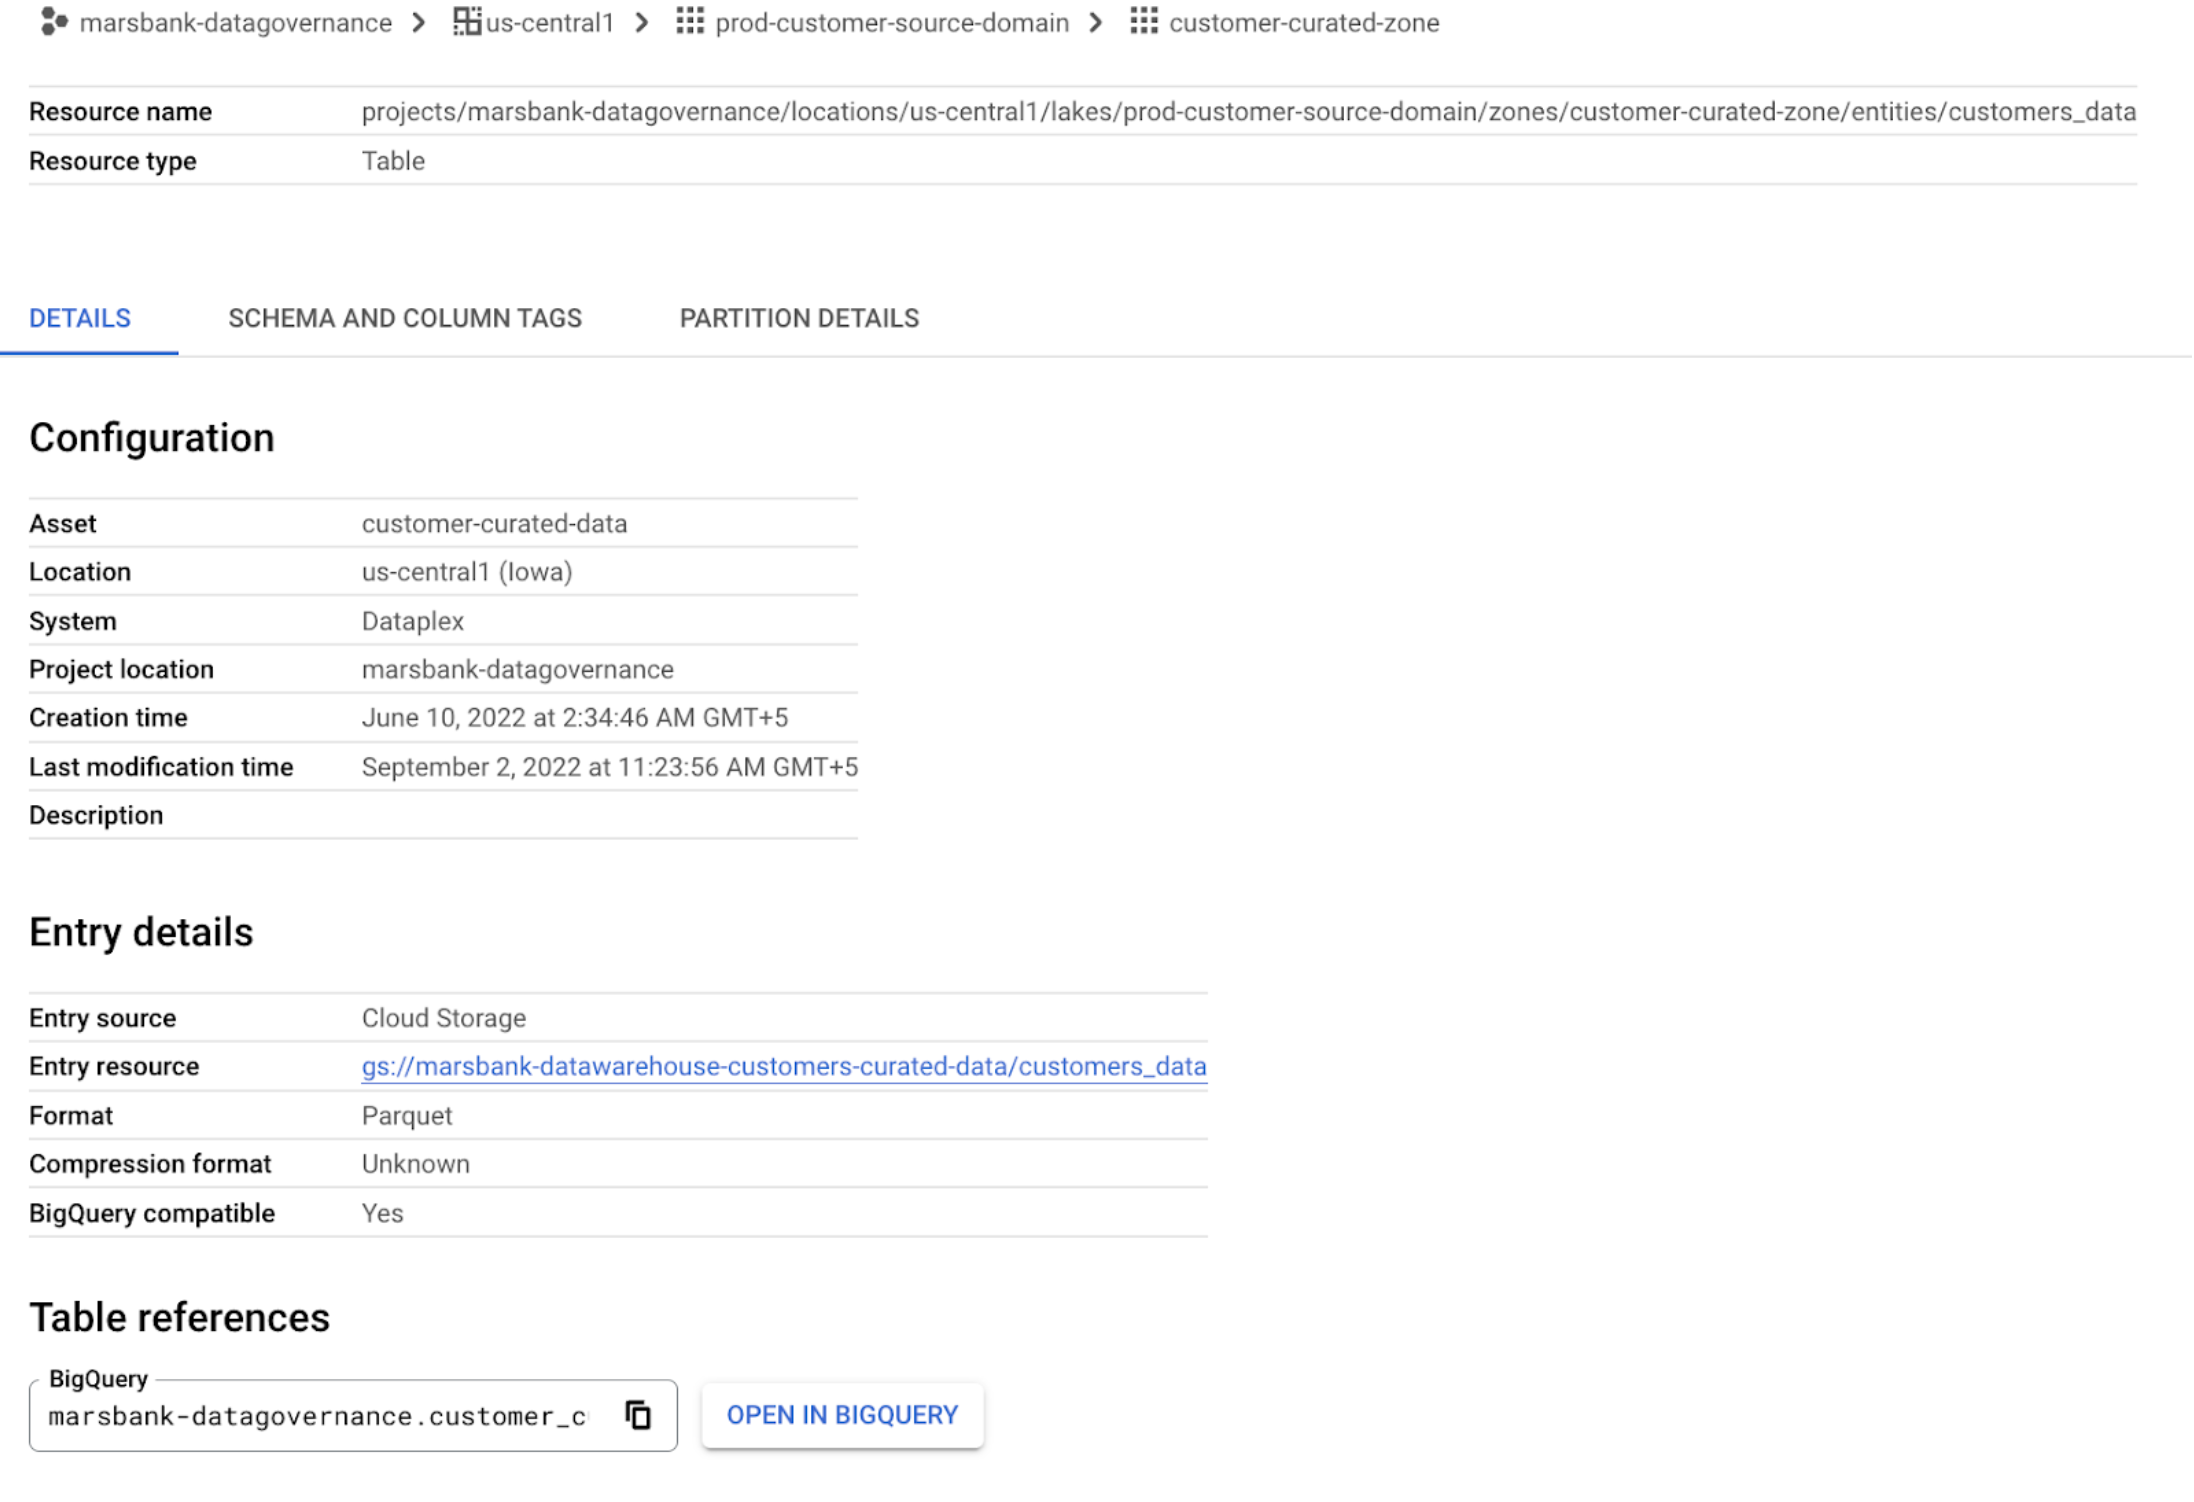 marsbank-datagovernance > us-central1 > prod-customer-source-domain > customer-curated-zone
Resource name projects/marsbank-datagovernance/locations/us-central1/lakes/prod-customer-source-domain/zones/customer-curated-zone/entities/customers_data
Resource type Table
DETAILS SCHEMA AND COLUMN TAGS PARTITION DETAILS
Configuration
Asset customer-curated-data
Location us-central1 (Iowa)
System Dataplex
Project location marsbank-datagovernance
Creation time June 10, 2022 at 2:34:46 AM GMT+5
Last modification time September 2, 2022 at 11:23:56 AM GMT+5
Description
Entry details
Entry source Cloud Storage
Entry resource gs://marsbank-datawarehouse-customers-curated-data/customers_data
Format Parquet
Compression format Unknown
BigQuery compatible Yes
Table references
BigQuery
marsbank-datagovernance.customer_c OPEN IN BIGQUERY